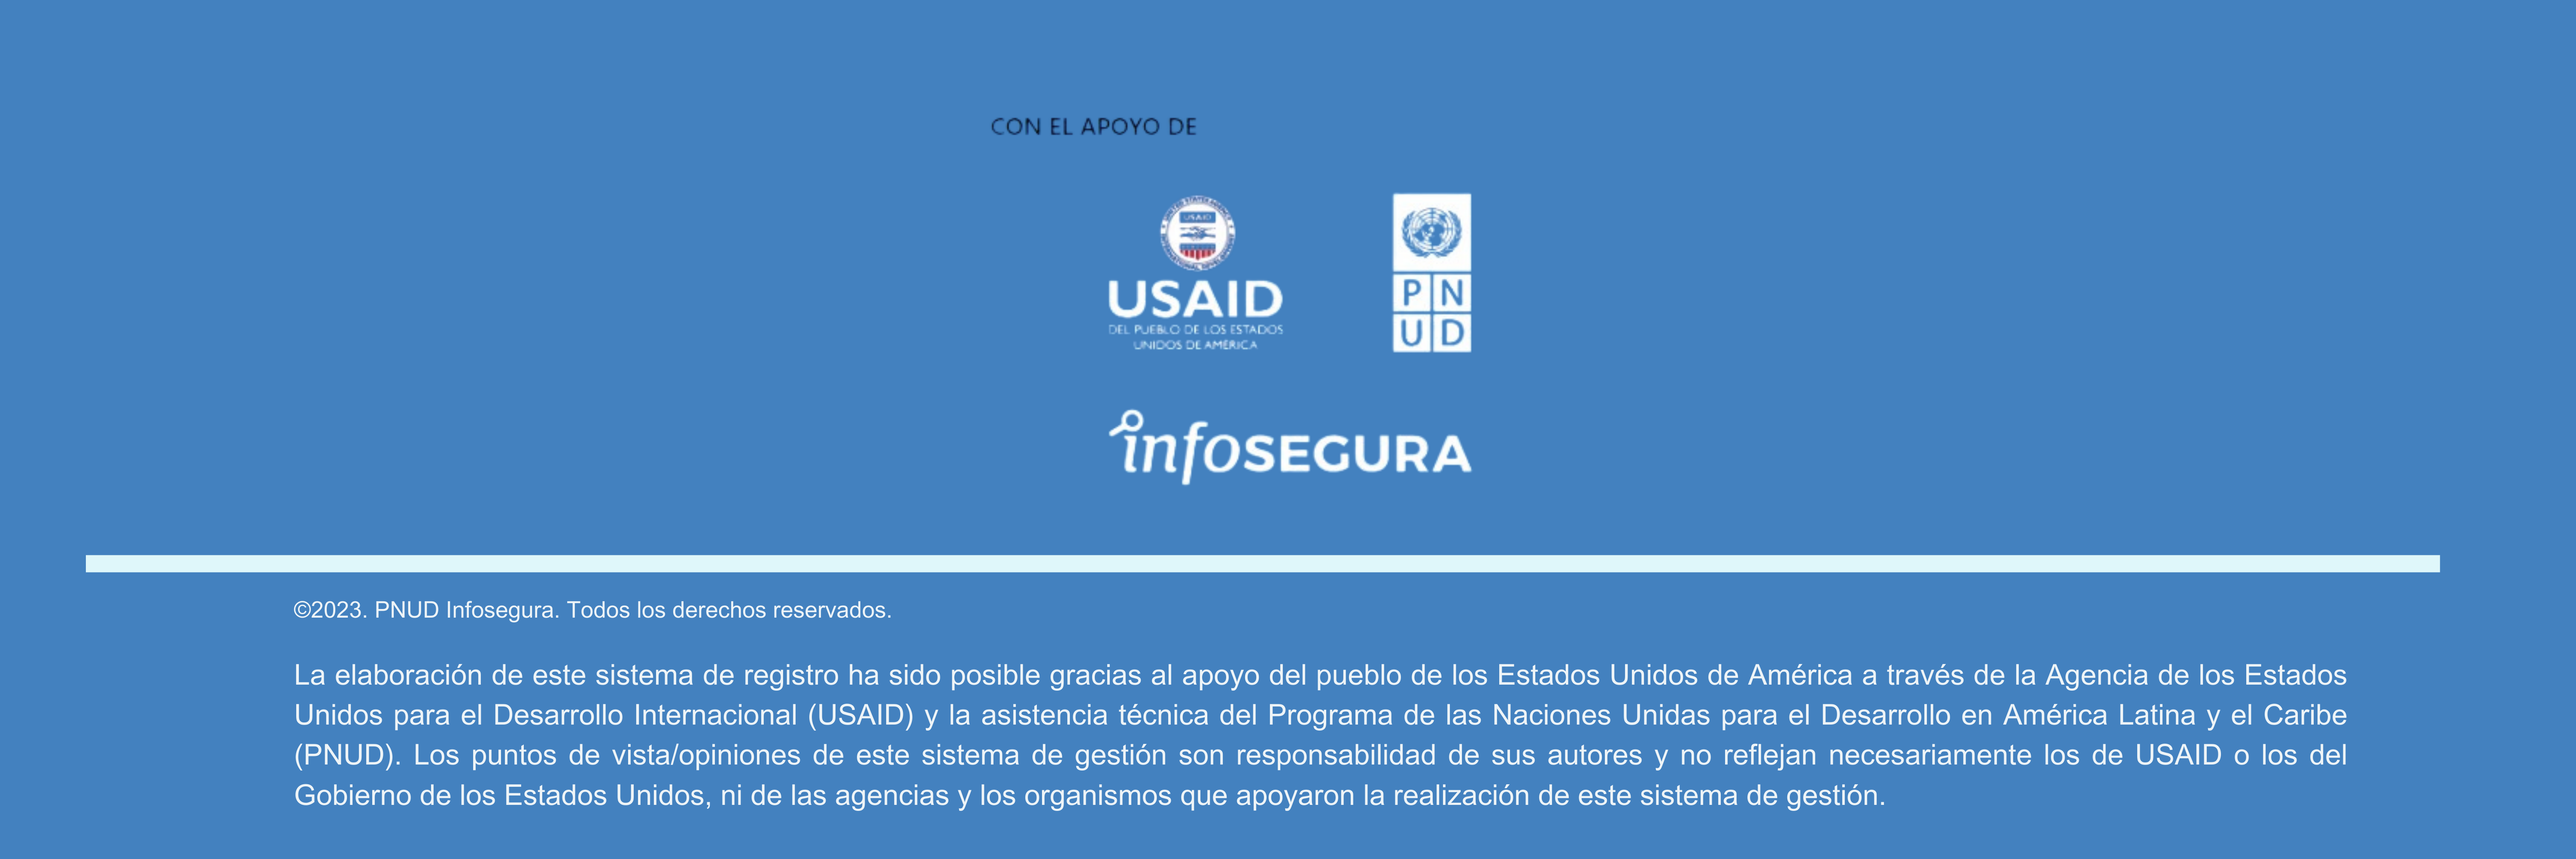 CON EL APOYO DE
USAID
USAID
DEL PUEBLO DE LOS ESTADOS
UNIDOS DE AMÉRICA
P N
U D
infoSEGURA
©2023. PNUD Infosegura. Todos los derechos reservados.
La elaboración de este sistema de registro ha sido posible gracias al apoyo del pueblo de los Estados Unidos de América a través de la Agencia de los Estados
Unidos para el Desarrollo Internacional (USAID) y la asistencia técnica del Programa de las Naciones Unidas para el Desarrollo en América Latina y el Caribe
(PNUD). Los puntos de vista/opiniones de este sistema de gestión son responsabilidad de sus autores y no reflejan necesariamente los de USAID o los del
Gobierno de los Estados Unidos, ni de las agencias y los organismos que apoyaron la realización de este sistema de gestión.